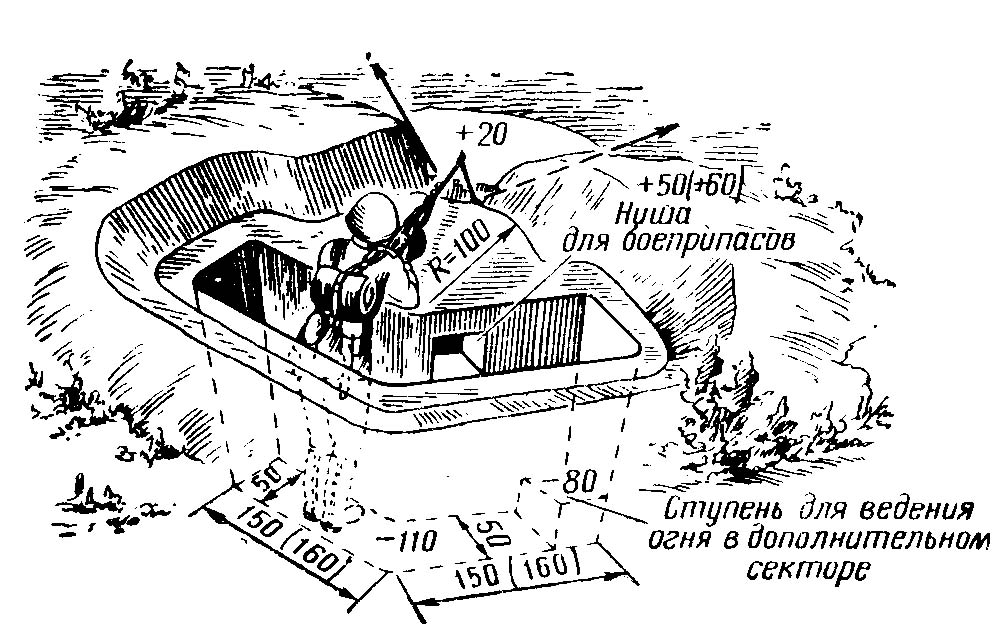 +20
+50(+60)
Ниша
для боеприпасов
R=100
50
-80
150 (160)
-110
50
150 (160)
Ступень для ведения
огня в дополнительном
секторе